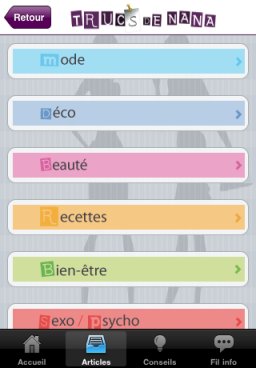 Retour
TRUCS DE NANA
mode
Déco
Beauté
Recettes
Bien-être
sexo / psycho
Accueil Articles Conseils Fil info